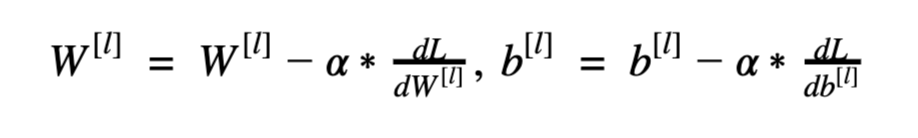 W^[l] = W^[l] − α * dL/dW^[l], b^[l] = b^[l] − α * dL/db^[l]